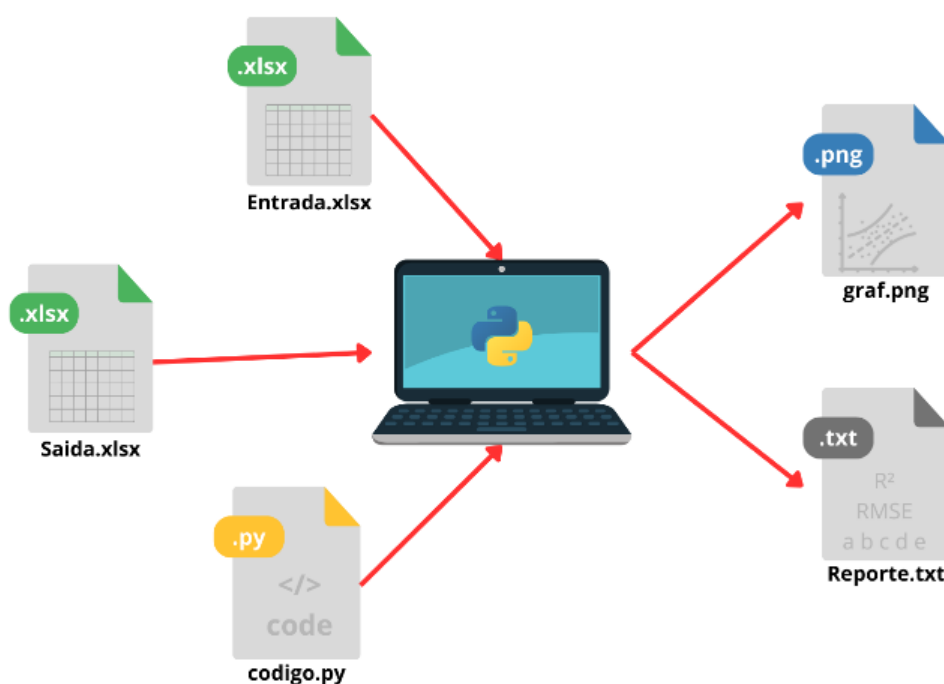 .xlsx
Entrada.xlsx
.xlsx
Saida.xlsx
.py
</>
code
codigo.py
.png
graf.png
.txt
R²
RMSE
a b c d e
Reporte.txt